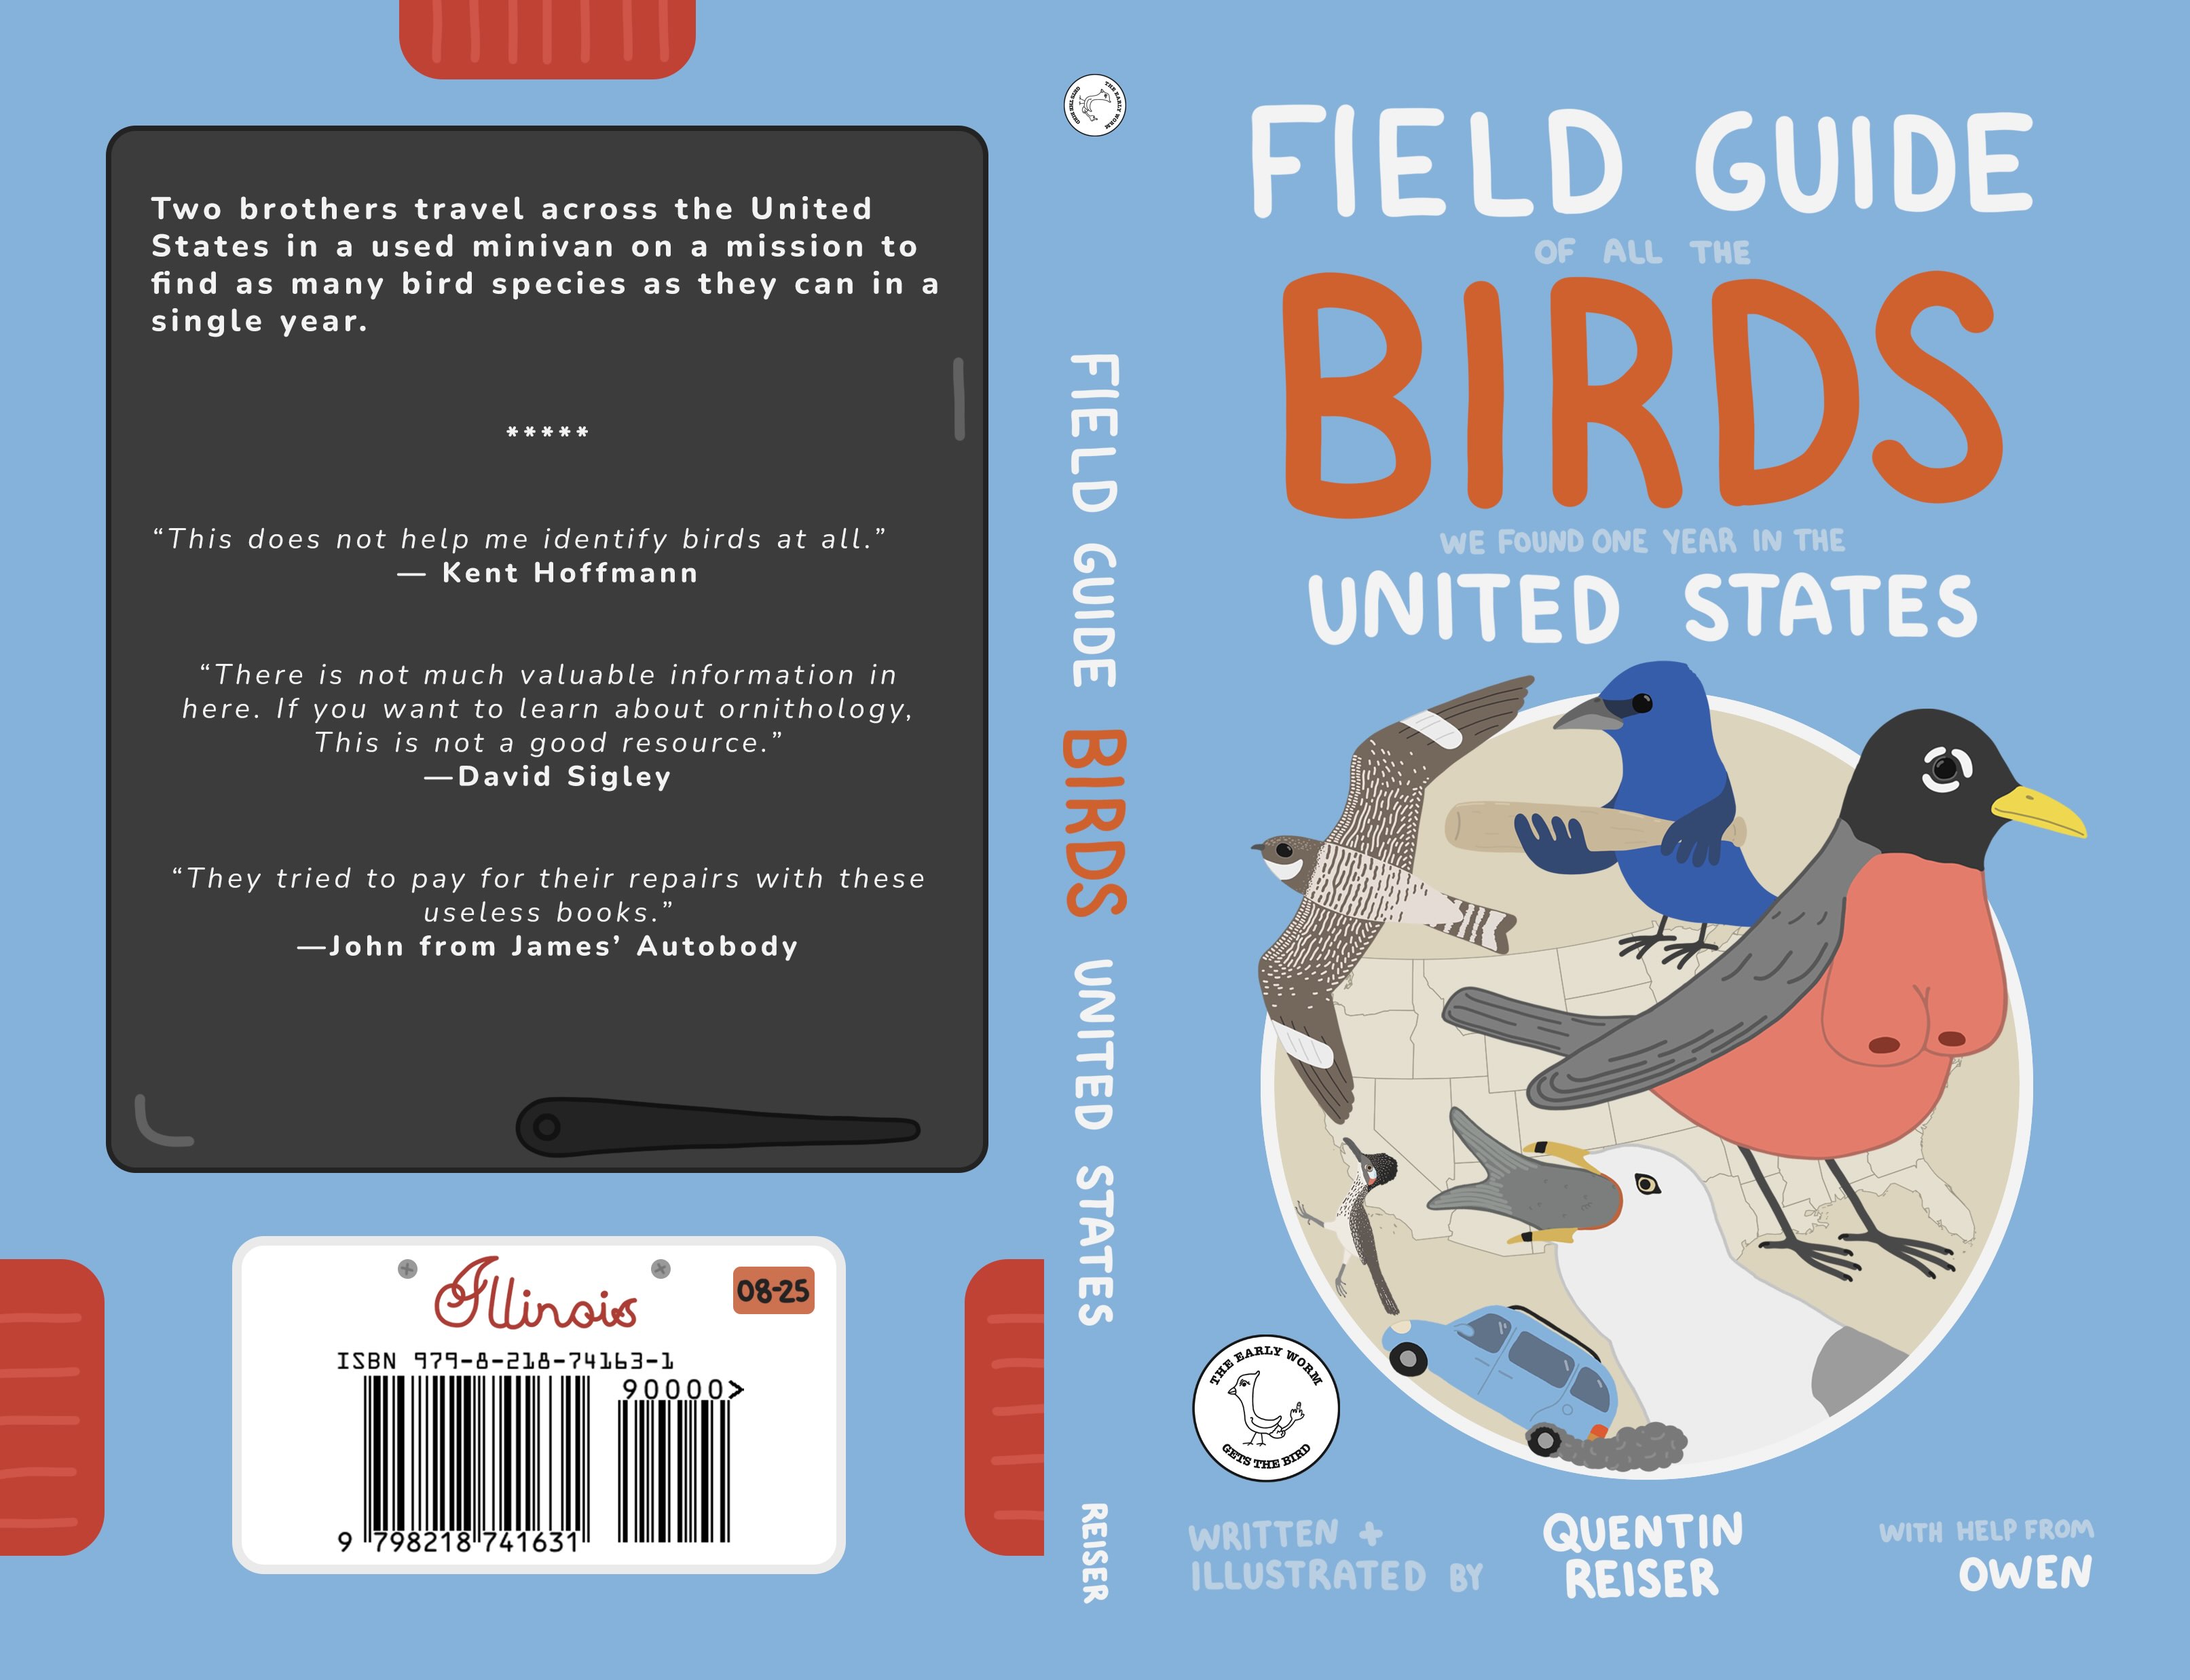 Two brothers travel across the United
States in a used minivan on a mission to
find as many bird species as they can in a
single year.
*****
“This does not help me identify birds at all.”
— Kent Hoffmann
“There is not much valuable information in
here. If you want to learn about ornithology,
This is not a good resource.”
—David Sigley
“They tried to pay for their repairs with these
useless books.”
—John from James’ Autobody
Illinois
08-25
ISBN 979-8-218-74163-1
90000>
9 798218 741631
THE EARLY WORM
GETS THE BIRD
FIELD GUIDE BIRDS UNITED STATES
REISER
FIELD GUIDE
OF ALL THE
BIRDS
WE FOUND ONE YEAR IN THE
UNITED STATES
THE EARLY WORM
GETS THE BIRD
WRITTEN +
ILLUSTRATED BY
QUENTIN
REISER
WITH HELP FROM
OWEN